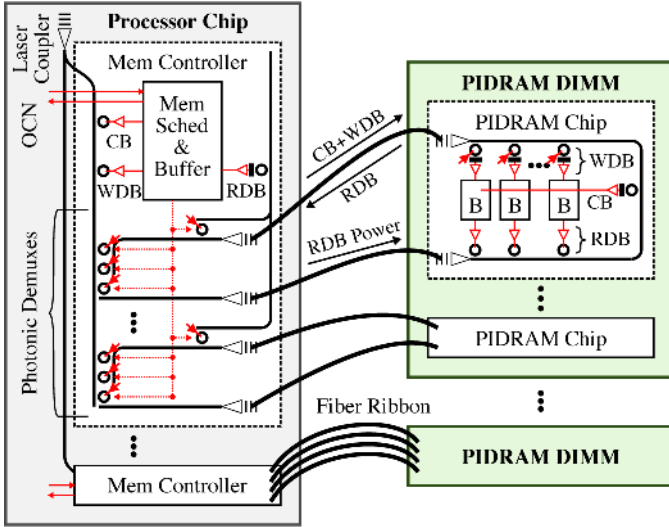 Processor Chip
Laser
Coupler
OCN
Mem Controller
Mem
Sched
&
Buffer
CB
WDB
RDB
Photonic Demuxes
Mem Controller
CB+WDB
RDB
RDB Power
Fiber Ribbon
PIDRAM DIMM
PIDRAM Chip
WDB
B
B
B
CB
RDB
PIDRAM Chip
PIDRAM DIMM